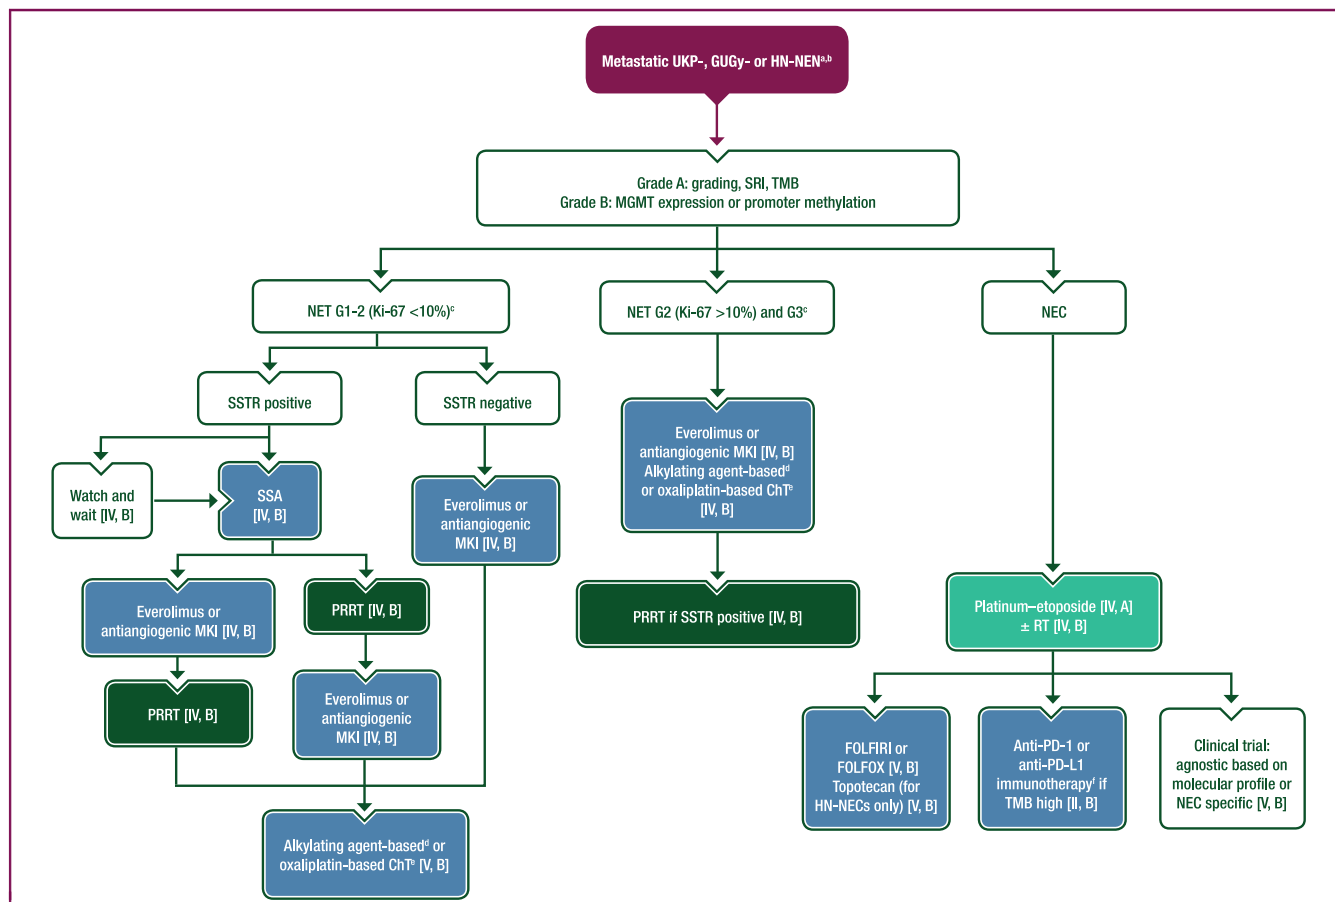 Metastatic UKP-, GUGy- or HN-NENa,b
Grade A: grading, SRI, TMB
Grade B: MGMT expression or promoter methylation
NET G1-2 (Ki-67 <10%)c
NET G2 (Ki-67 >10%) and G3c
NEC
SSTR positive
SSTR negative
Everolimus or
antiangiogenic MKI [IV, B]
Alkylating agent-basedd
or oxaliplatin-based ChTe
[IV, B]
Watch and
wait [IV, B]
SSA
[IV, B]
Everolimus or
antiangiogenic
MKI [IV, B]
Everolimus or
antiangiogenic MKI [IV, B]
PRRT [IV, B]
PRRT if SSTR positive [IV, B]
Platinum–etoposide [IV, A]
± RT [IV, B]
PRRT [IV, B]
Everolimus or
antiangiogenic
MKI [IV, B]
FOLFIRI or
FOLFOX [V, B]
Topotecan (for
HN-NECs only) [V, B]
Anti-PD-1 or
anti-PD-L1
immunotherapyf if
TMB high [II, B]
Clinical trial:
agnostic based on
molecular profile or
NEC specific [V, B]
Alkylating agent-basedd or
oxaliplatin-based ChTe [V, B]